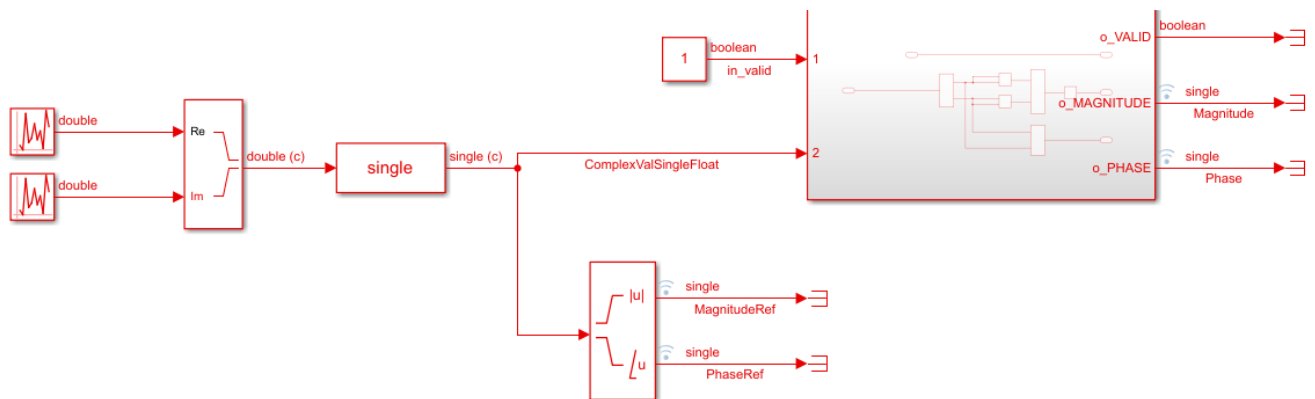 double
double
Re
Im
double (c)
single
single (c)
ComplexValSingleFloat
1
boolean
in_valid
1
2
o_VALID
o_MAGNITUDE
o_PHASE
boolean
single
Magnitude
single
Phase
|u|
u
single
MagnitudeRef
single
PhaseRef